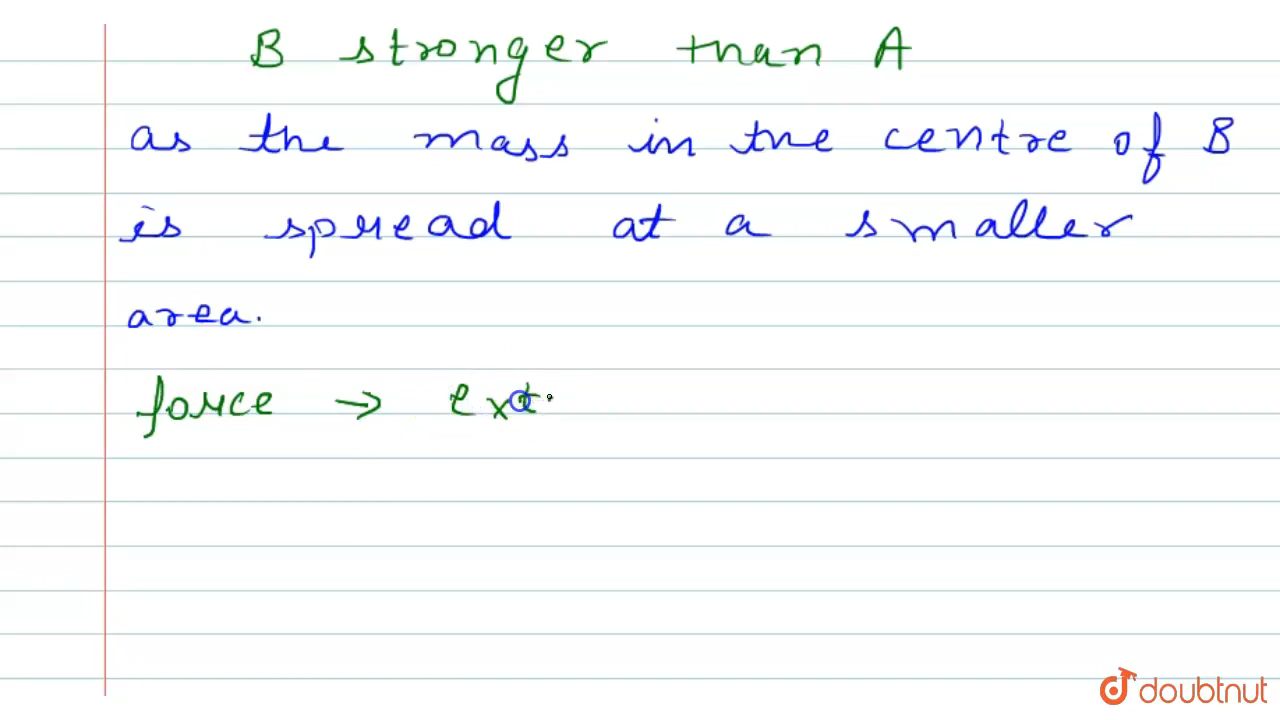 B stronger than A
as the mass in the centre of B
is spread at a smaller
area.
force → ext
doubtnut